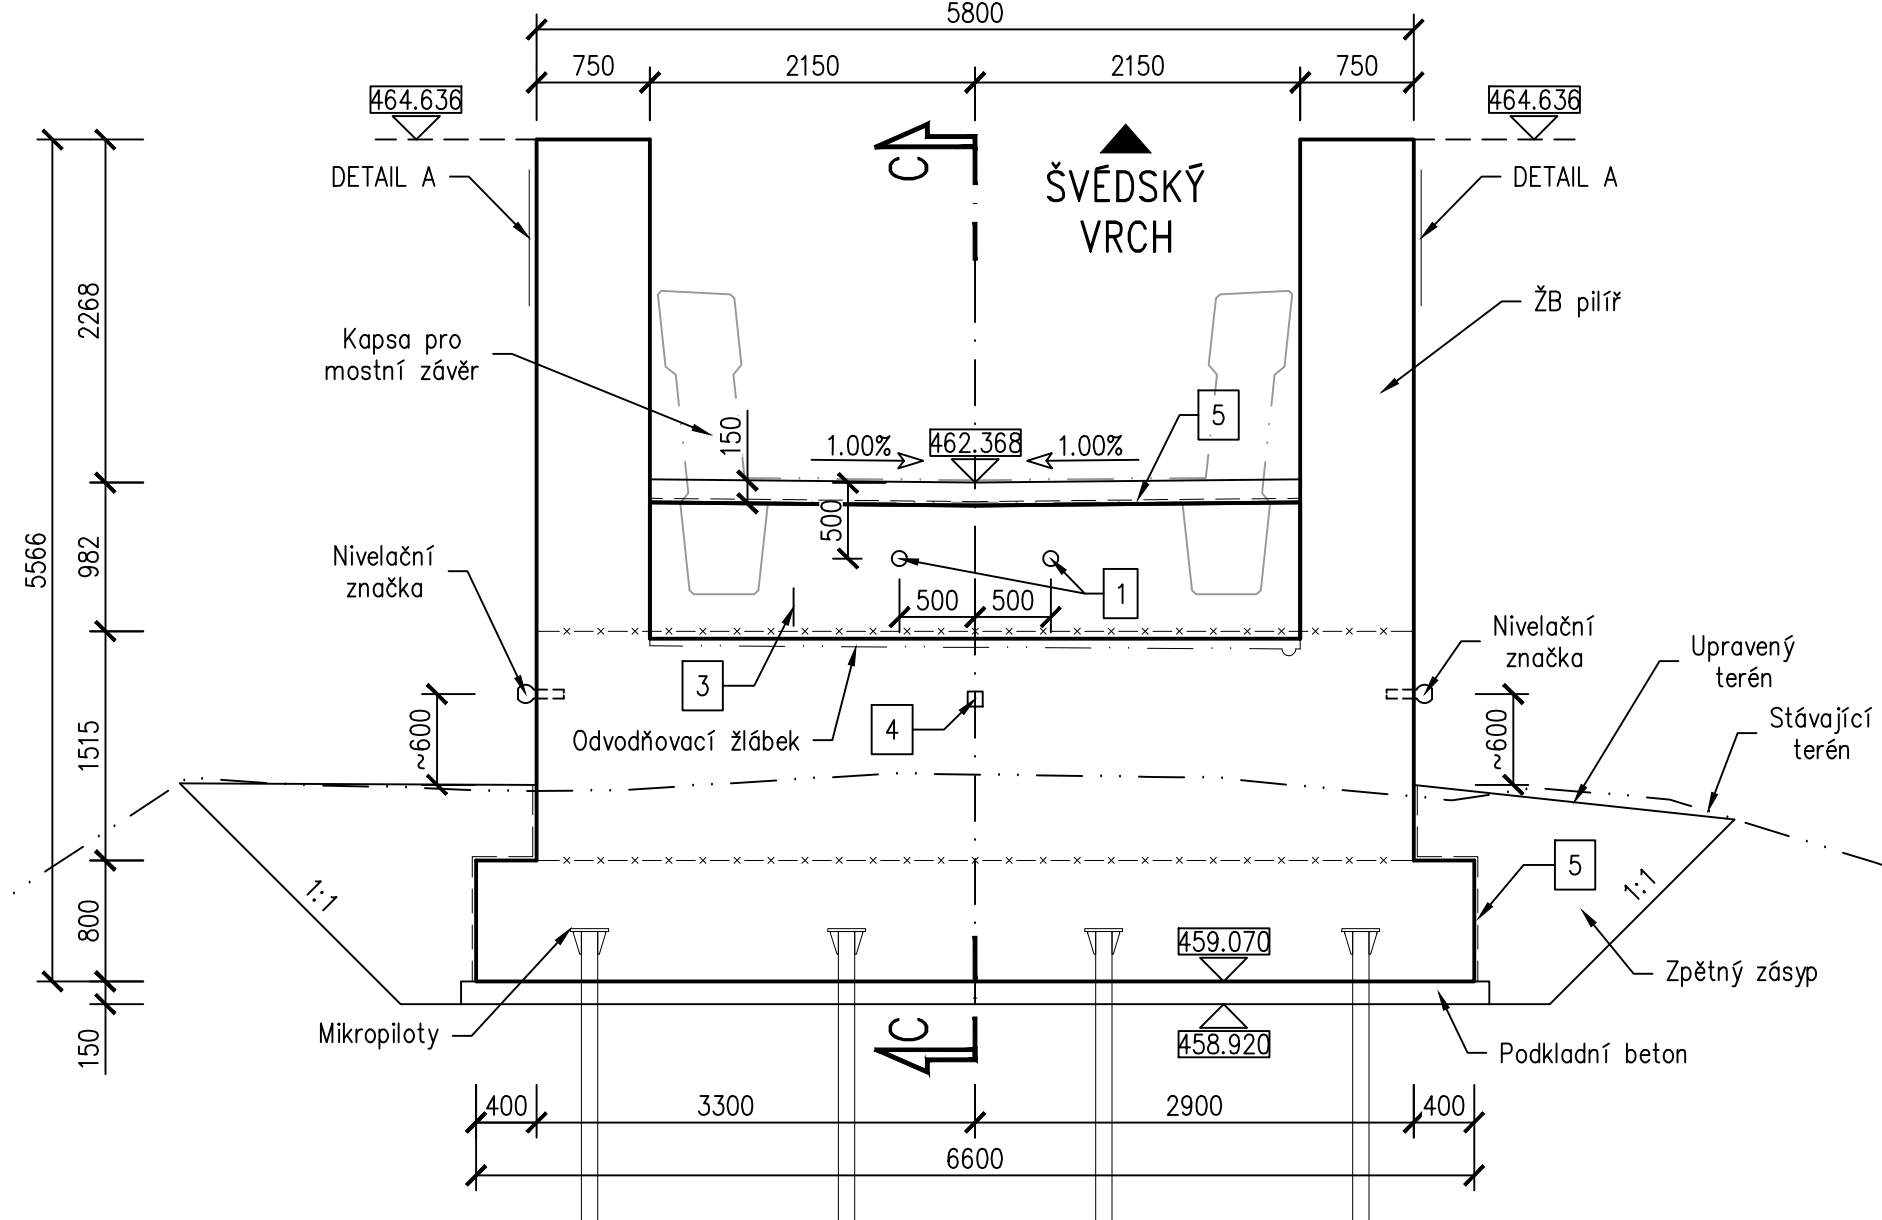 5800
750
2150
2150
750
464.636
464.636
C
DETAIL A
ŠVÉDSKÝ
VRCH
DETAIL A
2268
ŽB pilíř
Kapsa pro
mostní závěr
150
1.00%
462.368
1.00%
5
500
5566
982
Nivelační
značka
500
500
1
3
Nivelační
značka
Upravený
terén
~600
1515
Odvodňovací žlábek
4
~600
Stávající
terén
1:1
5
1:1
800
459.070
Zpětný zásyp
Mikropiloty
C
458.920
150
Podkladní beton
400
3300
2900
400
6600